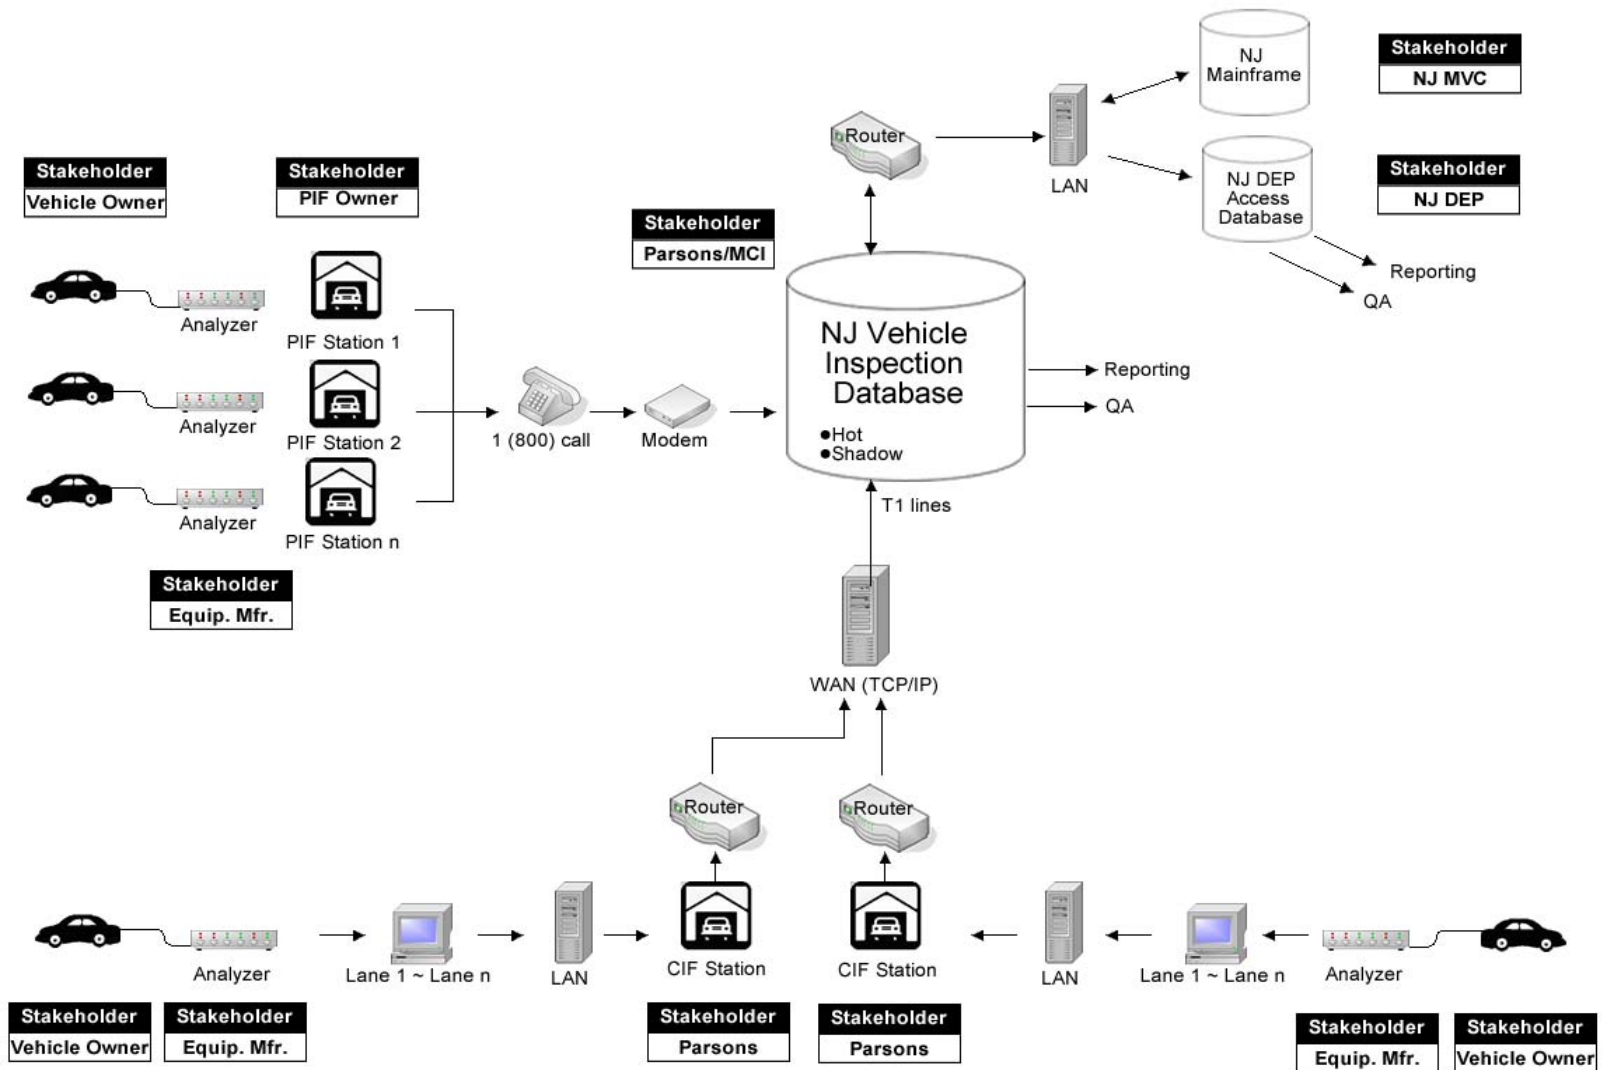 NJ
Mainframe
Stakeholder
NJ MVC
Router
LAN
NJ DEP
Access
Database
Stakeholder
NJ DEP
Reporting
QA
Stakeholder
Vehicle Owner
Stakeholder
PIF Owner
Stakeholder
Parsons/MCI
Analyzer
PIF Station 1
Analyzer
PIF Station 2
Analyzer
PIF Station n
Stakeholder
Equip. Mfr.
1 (800) call
Modem
NJ Vehicle
Inspection
Database
●Hot
●Shadow
Reporting
QA
T1 lines
WAN (TCP/IP)
Router
Router
Analyzer
Lane 1 ~ Lane n
LAN
CIF Station
CIF Station
LAN
Lane 1 ~ Lane n
Analyzer
Stakeholder
Vehicle Owner
Stakeholder
Equip. Mfr.
Stakeholder
Parsons
Stakeholder
Parsons
Stakeholder
Equip. Mfr.
Stakeholder
Vehicle Owner